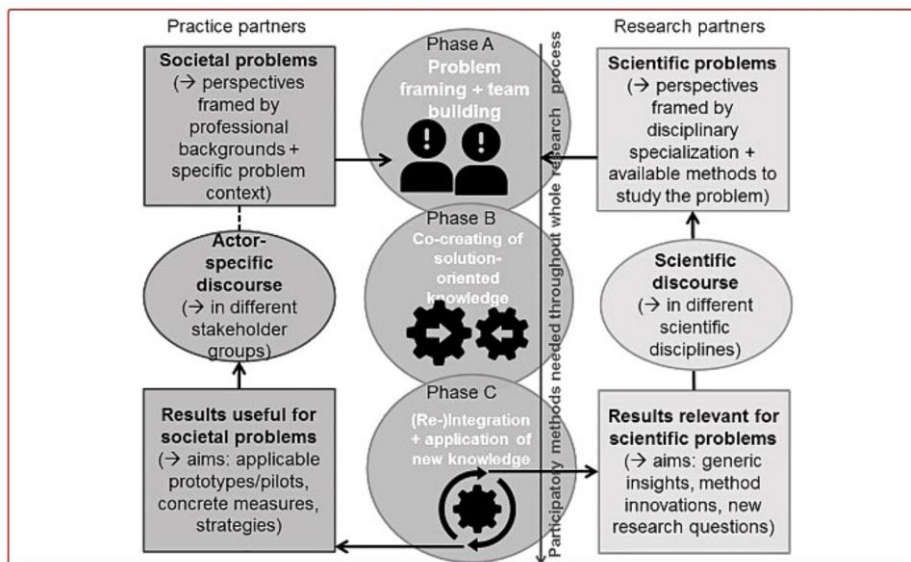 Practice partners
Societal problems
(→ perspectives
framed by
professional
backgrounds +
specific problem
context)
Actor-
specific
discourse
(→ in different
stakeholder
groups)
Results useful for
societal problems
(→ aims: applicable
prototypes/pilots,
concrete measures,
strategies)
Phase A
Problem
framing + team
building
Phase B
Co-creating of
solution-
oriented
knowledge
Phase C
(Re-)Integration
+ application of
new knowledge
Participatory methods needed throughout whole research process
Research partners
Scientific problems
(→ perspectives
framed by
disciplinary
specialization +
available methods to
study the problem)
Scientific
discourse
(→ in different
scientific
disciplines)
Results relevant for
scientific problems
(→ aims: generic
insights, method
innovations, new
research questions)